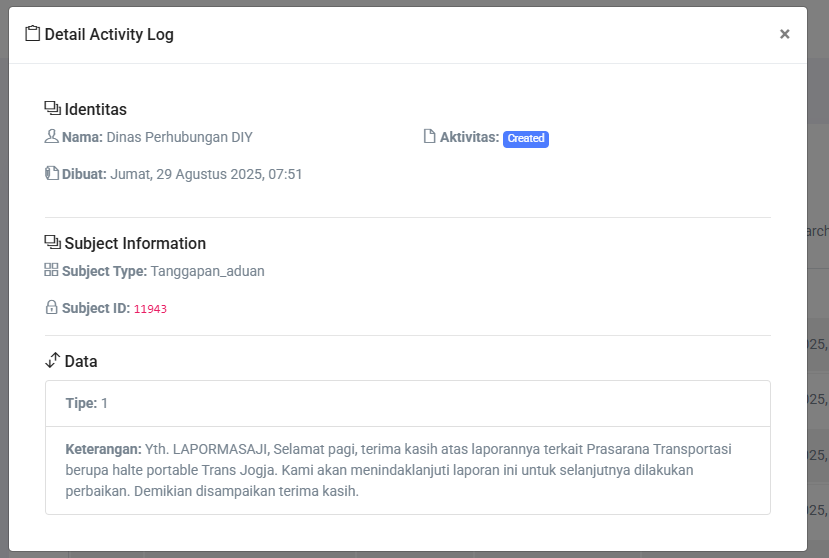 Detail Activity Log ×
Identitas
Nama: Dinas Perhubungan DIY Aktivitas: Created
Dibuat: Jumat, 29 Agustus 2025, 07:51
Subject Information
Subject Type: Tanggapan_aduan
Subject ID: 11943
Data
Tipe: 1
Keterangan: Yth. LAPORMASAJI, Selamat pagi, terima kasih atas laporannya terkait Prasarana Transportasi
berupa halte portable Trans Jogja. Kami akan menindaklanjuti laporan ini untuk selanjutnya dilakukan
perbaikan. Demikian disampaikan terima kasih.